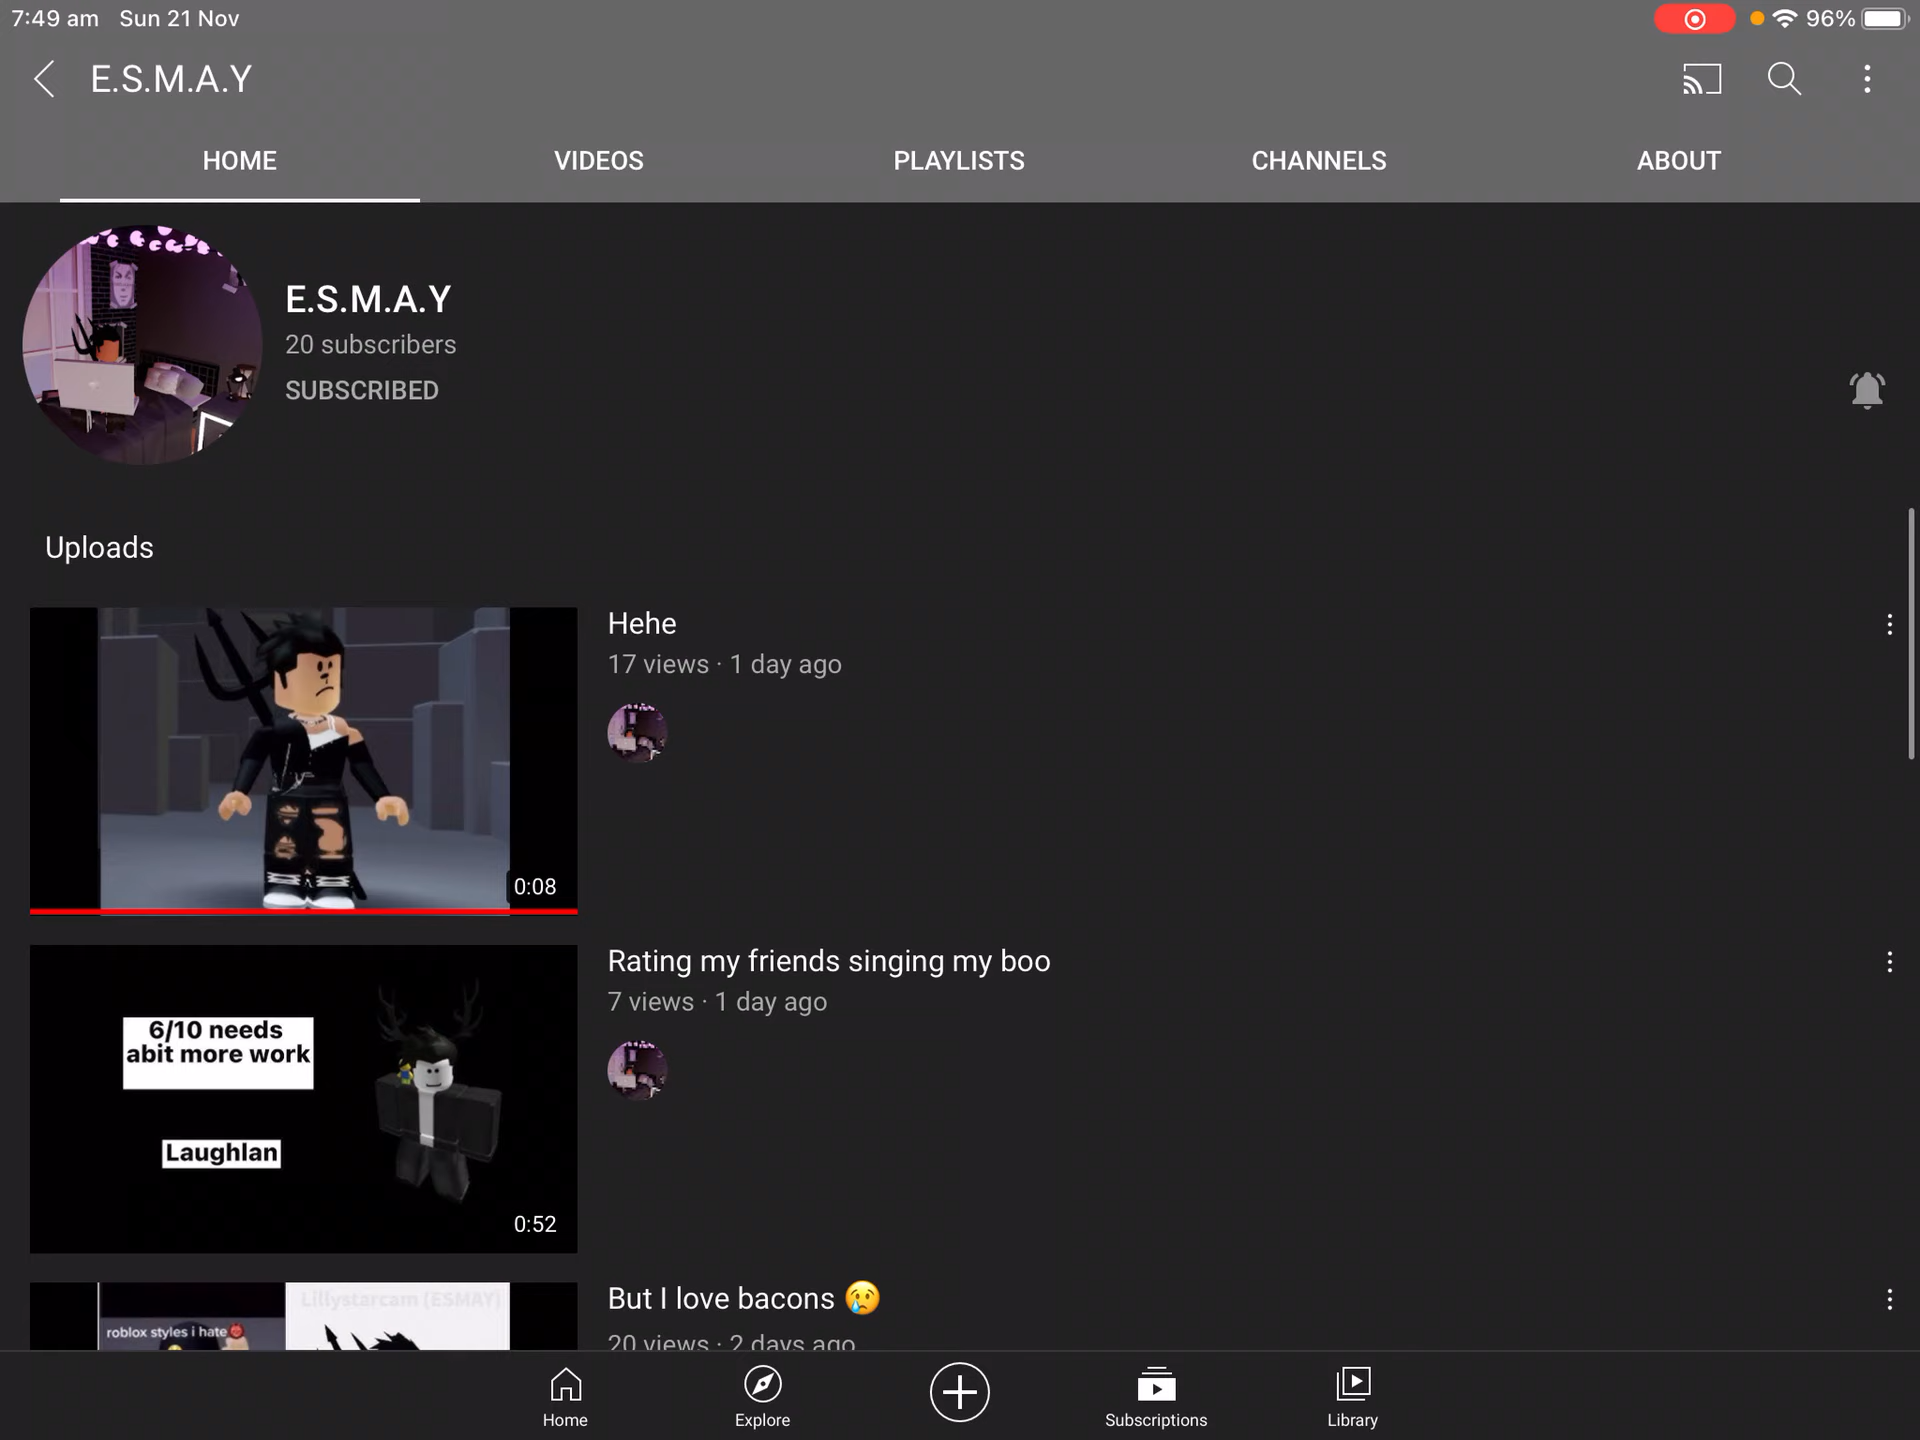 7:49 am Sun 21 Nov
96%
E.S.M.A.Y
HOME VIDEOS PLAYLISTS CHANNELS ABOUT
E.S.M.A.Y
20 subscribers
SUBSCRIBED
Uploads
Hehe
17 views · 1 day ago
0:08
Rating my friends singing my boo
7 views · 1 day ago
6/10 needs
abit more work
Laughlan
0:52
But I love bacons 😢
20 views · 2 days ago
Lillystarcam (ESMAY)
roblox styles i hate
Home Explore Subscriptions Library